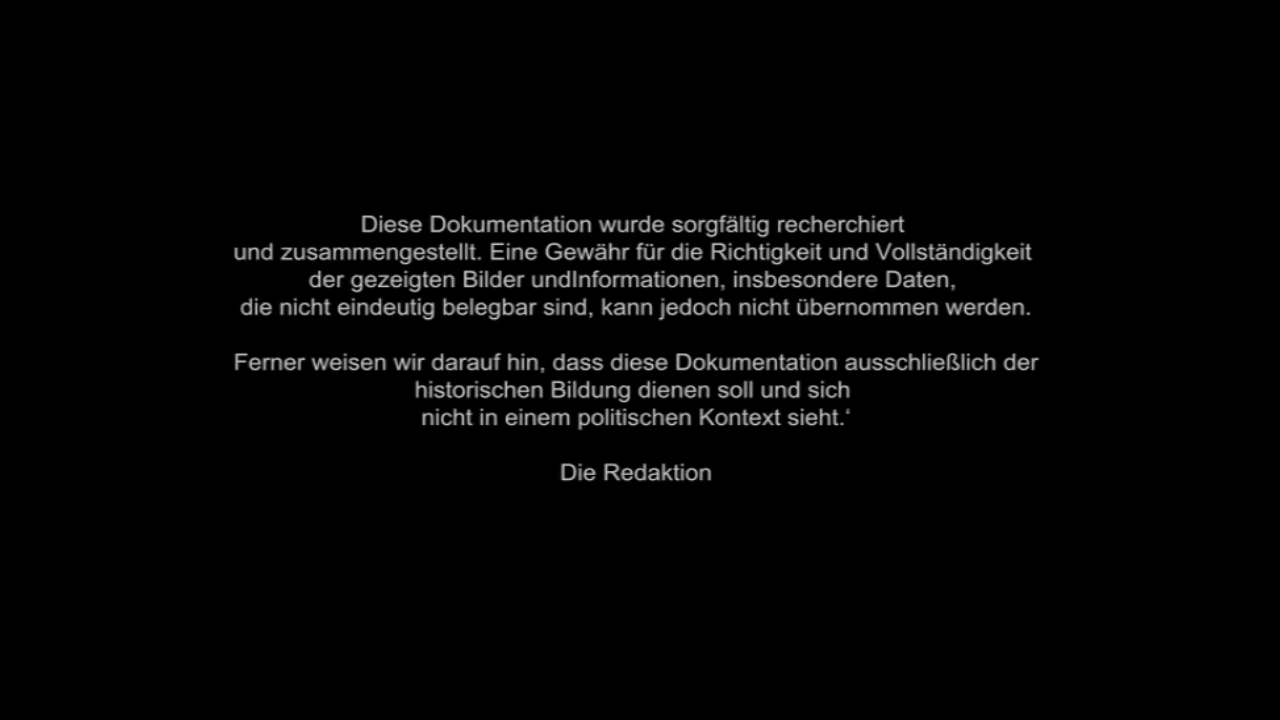 Diese Dokumentation wurde sorgfältig recherchiert
und zusammengestellt. Eine Gewähr für die Richtigkeit und Vollständigkeit
der gezeigten Bilder undInformationen, insbesondere Daten,
die nicht eindeutig belegbar sind, kann jedoch nicht übernommen werden.
Ferner weisen wir darauf hin, dass diese Dokumentation ausschließlich der
historischen Bildung dienen soll und sich
nicht in einem politischen Kontext sieht.‘
Die Redaktion